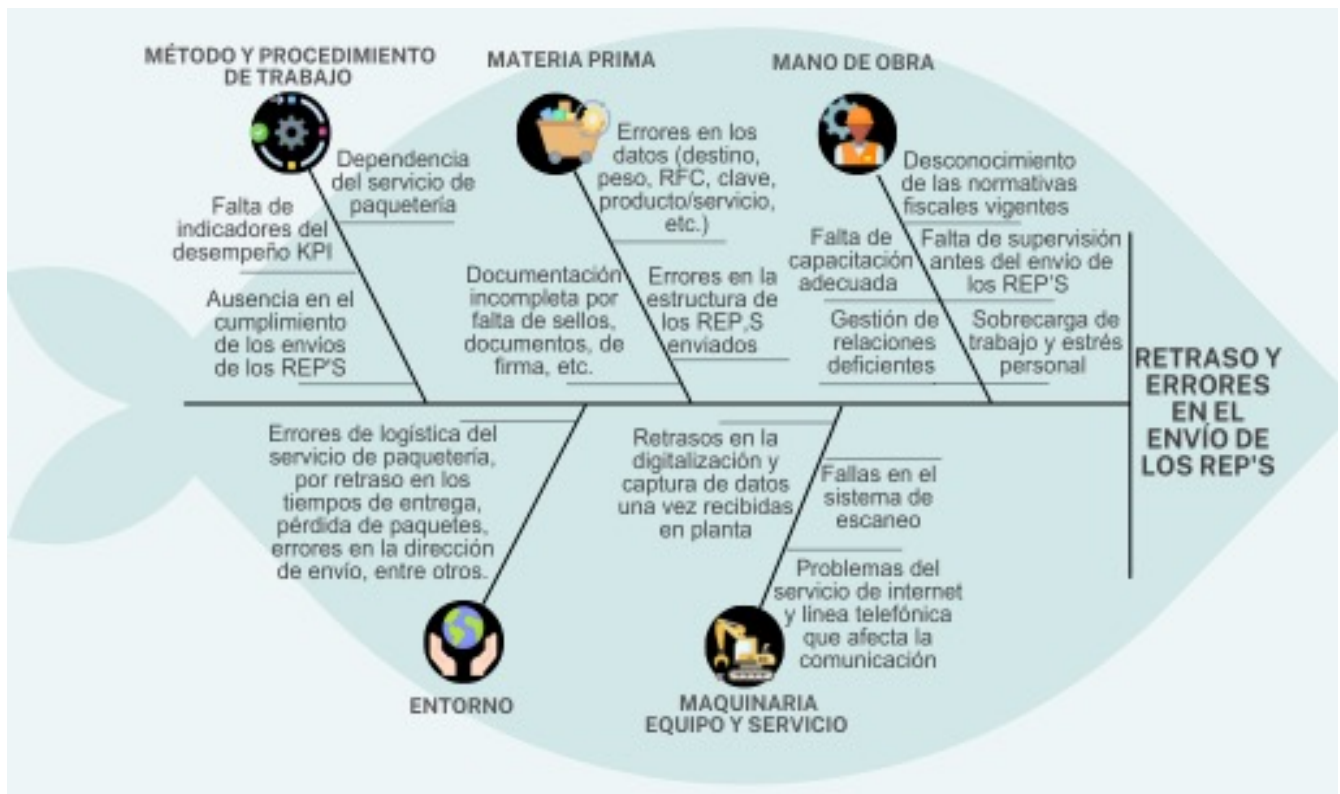 MÉTODO Y PROCEDIMIENTO
DE TRABAJO
Dependencia
del servicio de
paquetería
Falta de
indicadores del
desempeño KPI
Ausencia en el
cumplimiento
de los envíos
de los REP'S
MATERIA PRIMA
Errores en los
datos (destino,
peso, RFC, clave,
producto/servicio,
etc.)
Documentación
incompleta por
falta de sellos,
documentos, de
firma, etc.
Errores en la
estructura de
los REP,S
enviados
MANO DE OBRA
Desconocimiento
de las normativas
fiscales vigentes
Falta de
capacitación
adecuada
Falta de supervisión
antes del envío de
los REP'S
Gestión de
relaciones
deficientes
Sobrecarga de
trabajo y estrés
personal
RETRASO Y
ERRORES
EN EL
ENVÍO DE
LOS REP'S
Errores de logística del
servicio de paquetería,
por retraso en los
tiempos de entrega,
pérdida de paquetes,
errores en la dirección
de envío, entre otros.
ENTORNO
Retrasos en la
digitalización y
captura de datos
una vez recibidas
en planta
Fallas en el
sistema de
escaneo
Problemas del
servicio de internet
y línea telefónica
que afecta la
comunicación
MAQUINARIA
EQUIPO Y SERVICIO